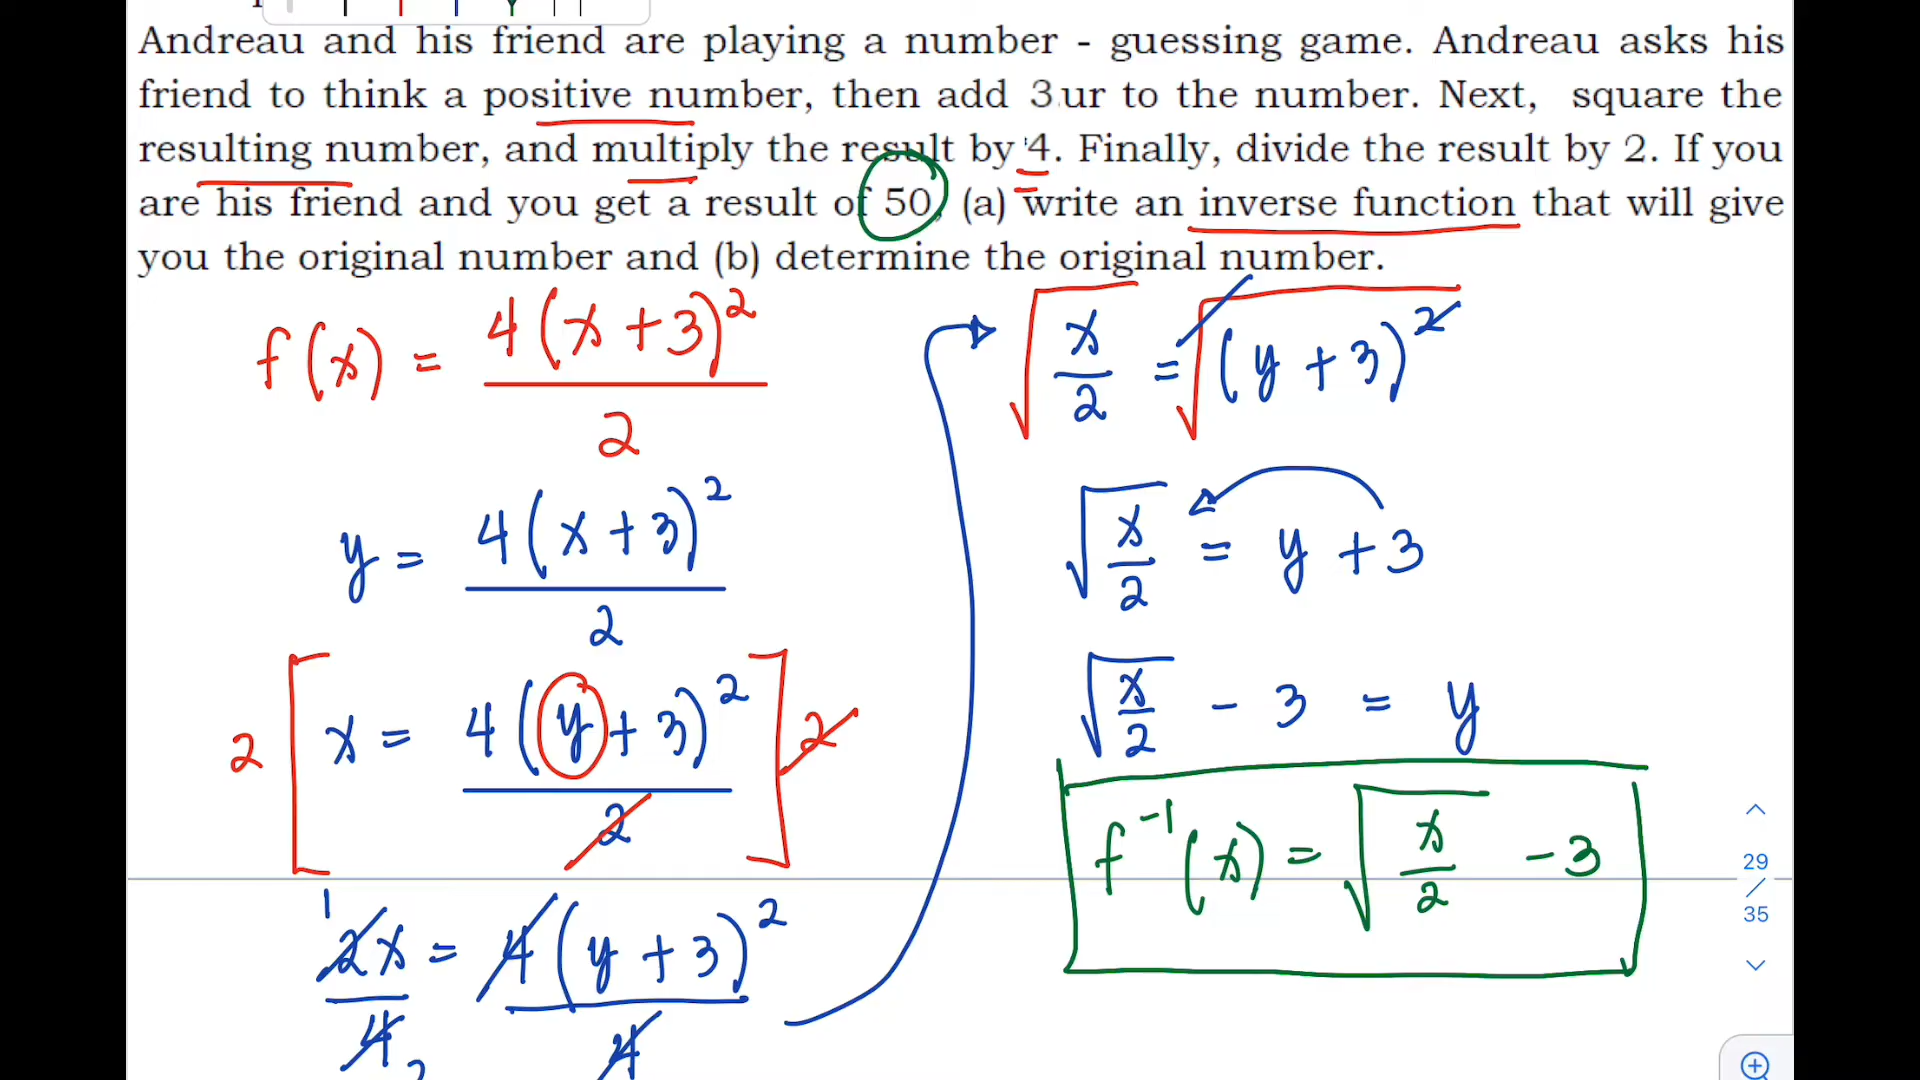 Andreau and his friend are playing a number - guessing game. Andreau asks his
friend to think a positive number, then add 3 ur to the number. Next, square the
resulting number, and multiply the result by 4. Finally, divide the result by 2. If you
are his friend and you get a result of 50, (a) write an inverse function that will give
you the original number and (b) determine the original number.
f(x) = 4(x+3)²/2
y = 4(x+3)²/2
2[x = 4(y+3)²/2]2
1
2x/4 = 4(y+3)²/4
2
√(x/2) = √(y+3)²
√(x/2) = y+3
√(x/2) - 3 = y
f⁻¹(x) = √(x/2) - 3
29
/
35